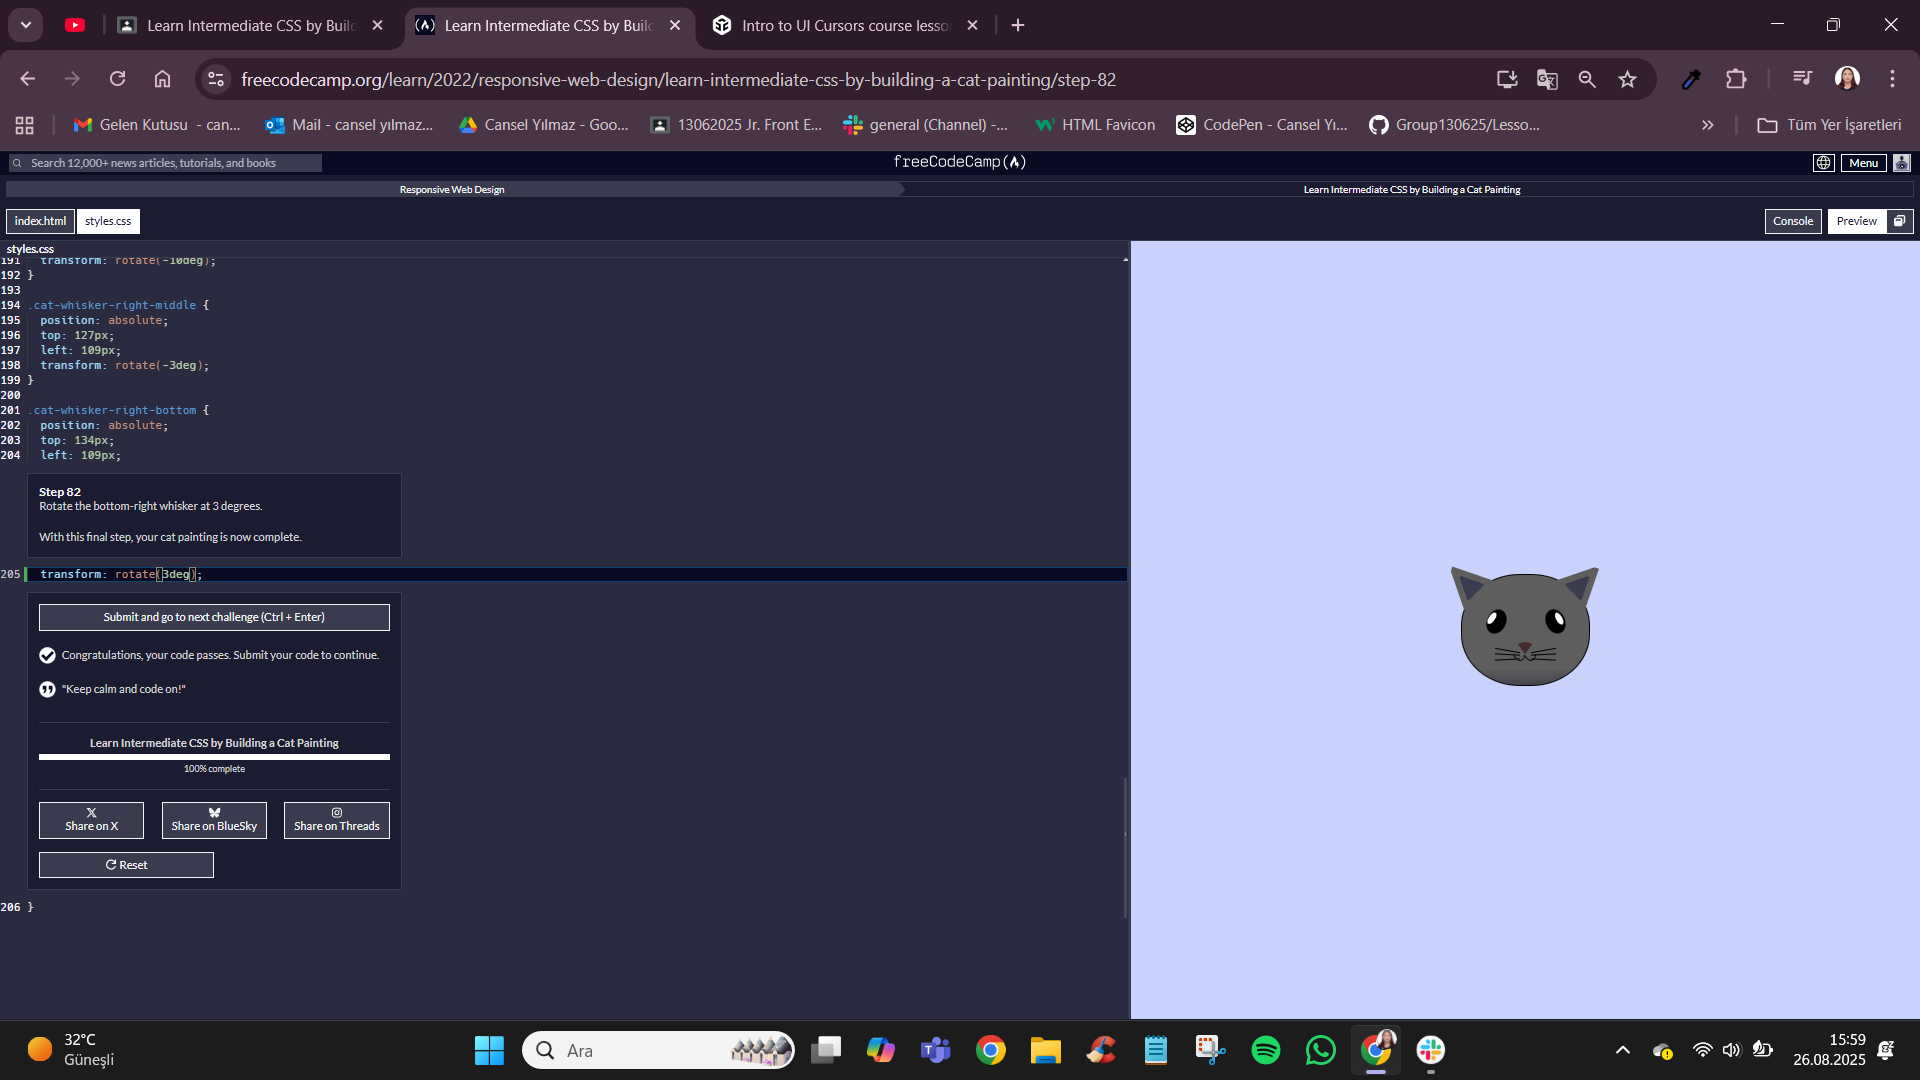 Learn Intermediate CSS by Buil
Learn Intermediate CSS by Buil
Intro to UI Cursors course lesso
freecodecamp.org/learn/2022/responsive-web-design/learn-intermediate-css-by-building-a-cat-painting/step-82
Gelen Kutusu - can...
Mail - cansel yılmaz...
Cansel Yılmaz - Goo...
13062025 Jr. Front E...
general (Channel) -...
HTML Favicon
CodePen - Cansel Yı...
Group130625/Lesso...
»
Tüm Yer İşaretleri
Search 12,000+ news articles, tutorials, and books
freeCodeCamp(🔥)
Menu
Responsive Web Design
Learn Intermediate CSS by Building a Cat Painting
index.html
styles.css
Console
Preview
styles.css
191 transform: rotate(-10deg);
192 }
193
194 .cat-whisker-right-middle {
195 position: absolute;
196 top: 127px;
197 left: 109px;
198 transform: rotate(-3deg);
199 }
200
201 .cat-whisker-right-bottom {
202 position: absolute;
203 top: 134px;
204 left: 109px;
Step 82
Rotate the bottom-right whisker at 3 degrees.
With this final step, your cat painting is now complete.
205 transform: rotate(3deg);
Submit and go to next challenge (Ctrl + Enter)
Congratulations, your code passes. Submit your code to continue.
"Keep calm and code on!"
Learn Intermediate CSS by Building a Cat Painting
100% complete
Share on X
Share on BlueSky
Share on Threads
Reset
206 }
32°C
Güneşli
Ara
15:59
26.08.2025